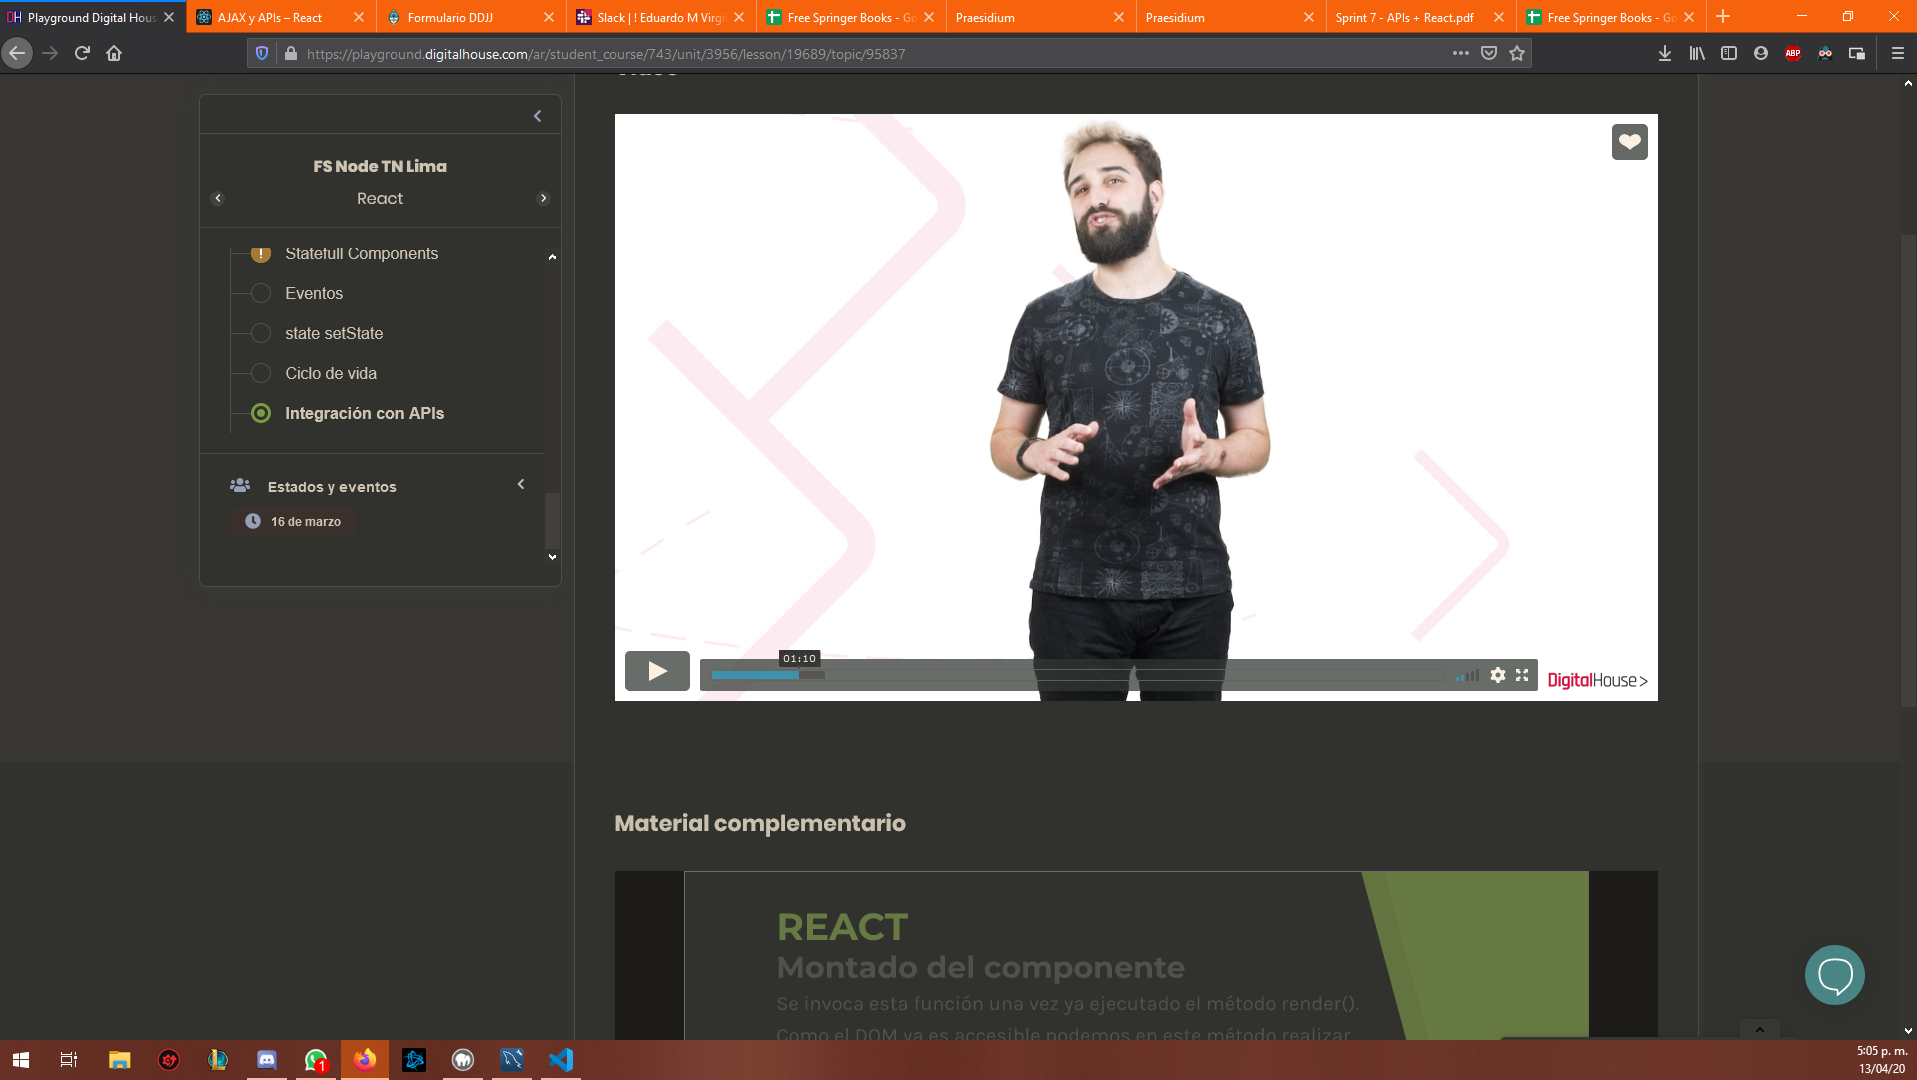 DH Playground Digital Hous
AJAX y APIs – React
Formulario DDJJ
Slack | ! Eduardo M Virgi
Free Springer Books - Go
Praesidium
Praesidium
Sprint 7 - APIs + React.pdf
Free Springer Books - Go
https://playground.digitalhouse.com/ar/student_course/743/unit/3956/lesson/19689/topic/95837
ABP
FS Node TN Lima
React
Statefull Components
Eventos
state setState
Ciclo de vida
Integración con APIs
Estados y eventos
16 de marzo
01:10
DigitalHouse>
Material complementario
REACT
Montado del componente
Se invoca esta función una vez ya ejecutado el método render().
Como el DOM ya es accesible podemos en este método realizar
1
5:05 p. m.
13/04/20